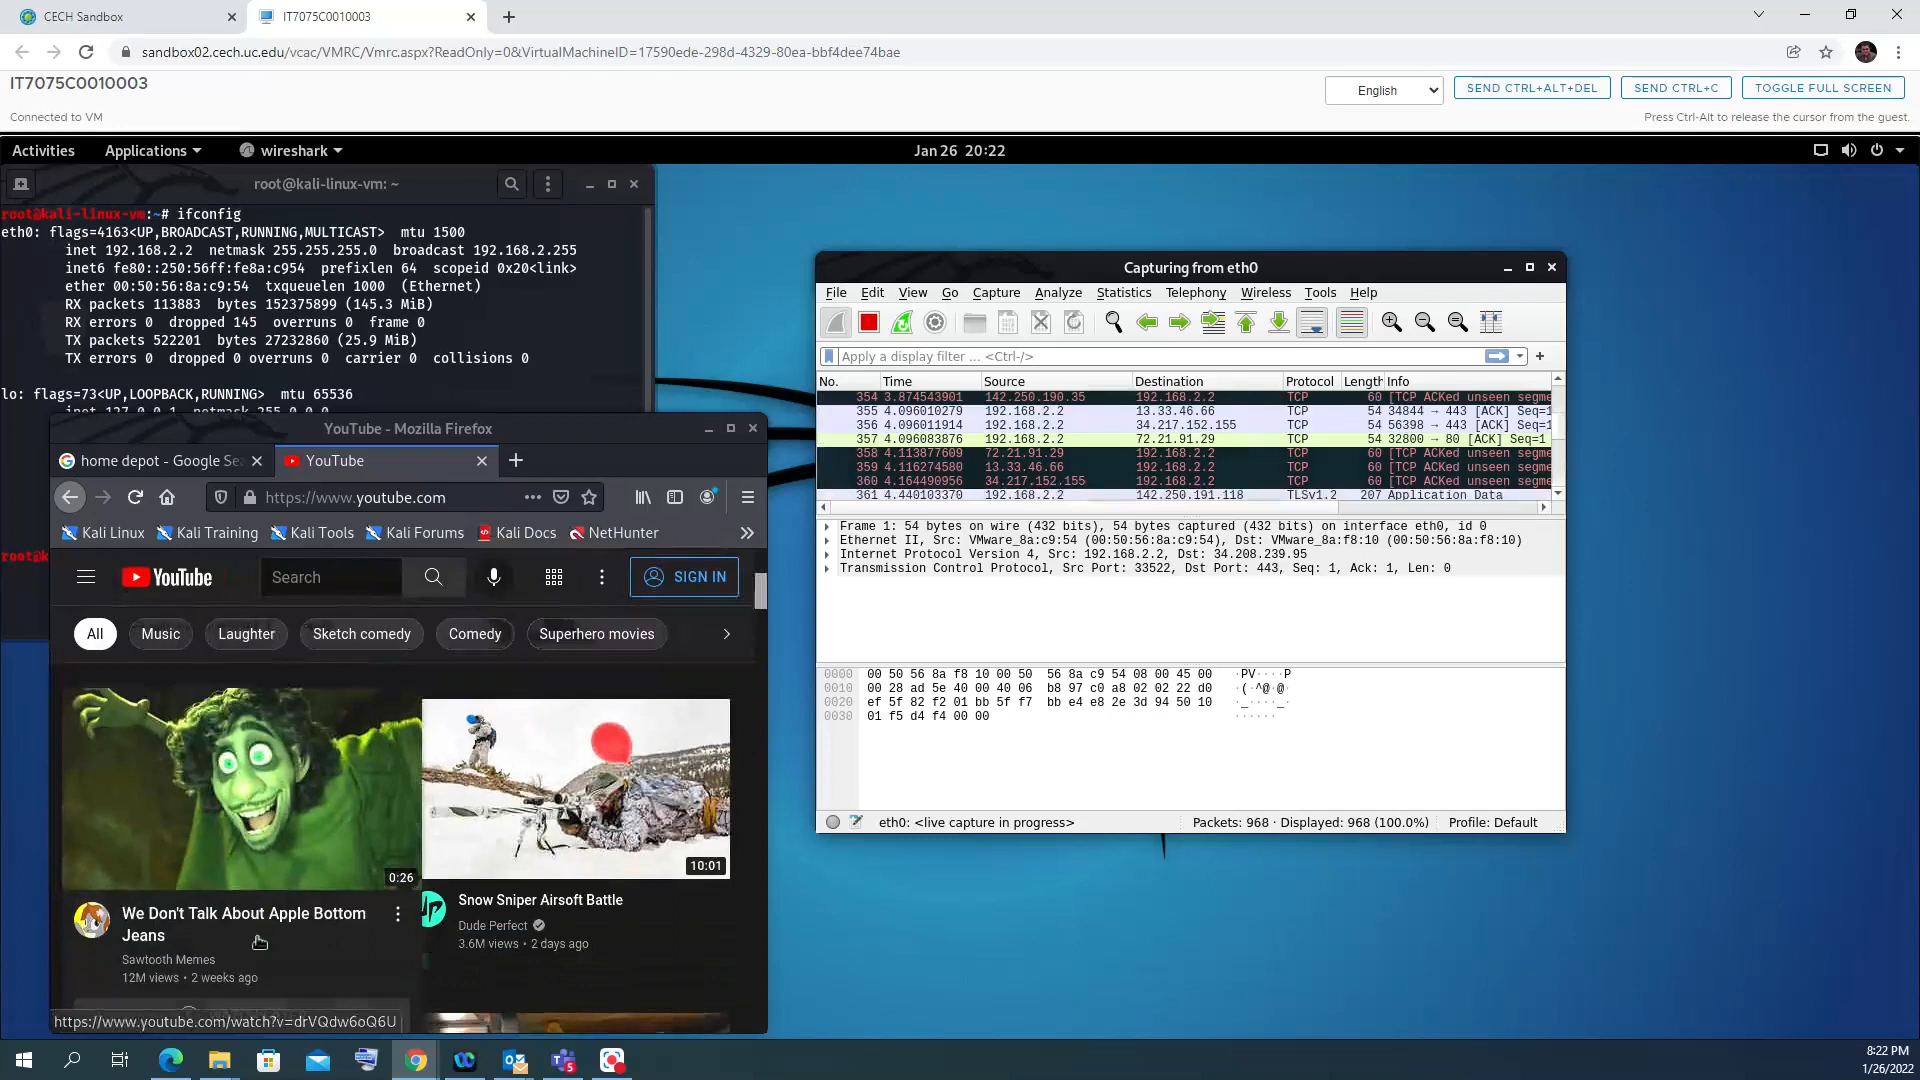 CECH Sandbox
IT7075C0010003
sandbox02.cech.uc.edu/vcac/VMRC/Vmrc.aspx?ReadOnly=0&VirtualMachineID=17590ede-298d-4329-80ea-bbf4dee74bae
IT7075C0010003
English
SEND CTRL+ALT+DEL
SEND CTRL+C
TOGGLE FULL SCREEN
Connected to VM
Press Ctrl-Alt to release the cursor from the guest.
Activities
Applications
wireshark
Jan 26 20:22
root@kali-linux-vm: ~
root@kali-linux-vm:~# ifconfig
eth0: flags=4163<UP,BROADCAST,RUNNING,MULTICAST> mtu 1500
inet 192.168.2.2 netmask 255.255.255.0 broadcast 192.168.2.255
inet6 fe80::250:56ff:fe8a:c954 prefixlen 64 scopeid 0x20<link>
ether 00:50:56:8a:c9:54 txqueuelen 1000 (Ethernet)
RX packets 113883 bytes 152375899 (145.3 MiB)
RX errors 0 dropped 145 overruns 0 frame 0
TX packets 522201 bytes 27232860 (25.9 MiB)
TX errors 0 dropped 0 overruns 0 carrier 0 collisions 0
lo: flags=73<UP,LOOPBACK,RUNNING> mtu 65536
root@k
YouTube - Mozilla Firefox
home depot - Google Se
YouTube
https://www.youtube.com
Kali Linux
Kali Training
Kali Tools
Kali Forums
Kali Docs
NetHunter
YouTube
Search
SIGN IN
All
Music
Laughter
Sketch comedy
Comedy
Superhero movies
0:26
10:01
We Don't Talk About Apple Bottom
Jeans
Sawtooth Memes
12M views • 2 weeks ago
Snow Sniper Airsoft Battle
Dude Perfect
3.6M views • 2 days ago
https://www.youtube.com/watch?v=drVQdw6oQ6U
Capturing from eth0
File Edit View Go Capture Analyze Statistics Telephony Wireless Tools Help
Apply a display filter ... <Ctrl-/>
No. Time Source Destination Protocol Length Info
354 3.874543901 142.250.190.35 192.168.2.2 TCP 60 [TCP ACKed unseen segme
355 4.096010279 192.168.2.2 13.33.46.66 TCP 54 34844 → 443 [ACK] Seq=1
356 4.096011914 192.168.2.2 34.217.152.155 TCP 54 56398 → 443 [ACK] Seq=1
357 4.096083876 192.168.2.2 72.21.91.29 TCP 54 32800 → 80 [ACK] Seq=1
358 4.113877609 72.21.91.29 192.168.2.2 TCP 60 [TCP ACKed unseen segme
359 4.116274580 13.33.46.66 192.168.2.2 TCP 60 [TCP ACKed unseen segme
360 4.164490956 34.217.152.155 192.168.2.2 TCP 60 [TCP ACKed unseen segme
361 4.440103370 192.168.2.2 142.250.191.118 TLSv1.2 207 Application Data
Frame 1: 54 bytes on wire (432 bits), 54 bytes captured (432 bits) on interface eth0, id 0
Ethernet II, Src: VMware_8a:c9:54 (00:50:56:8a:c9:54), Dst: VMware_8a:f8:10 (00:50:56:8a:f8:10)
Internet Protocol Version 4, Src: 192.168.2.2, Dst: 34.208.239.95
Transmission Control Protocol, Src Port: 33522, Dst Port: 443, Seq: 1, Ack: 1, Len: 0
0000 00 50 56 8a f8 10 00 50 56 8a c9 54 08 00 45 00 ·PV····P
0010 00 28 ad 5e 40 00 40 06 b8 97 c0 a8 02 02 22 d0 ·(·^@·@·
0020 ef 5f 82 f2 01 bb 5f f7 bb e4 e8 2e 3d 94 50 10 ·_····_·
0030 01 f5 d4 f4 00 00 ······
eth0: <live capture in progress>
Packets: 968 · Displayed: 968 (100.0%)
Profile: Default
8:22 PM
1/26/2022